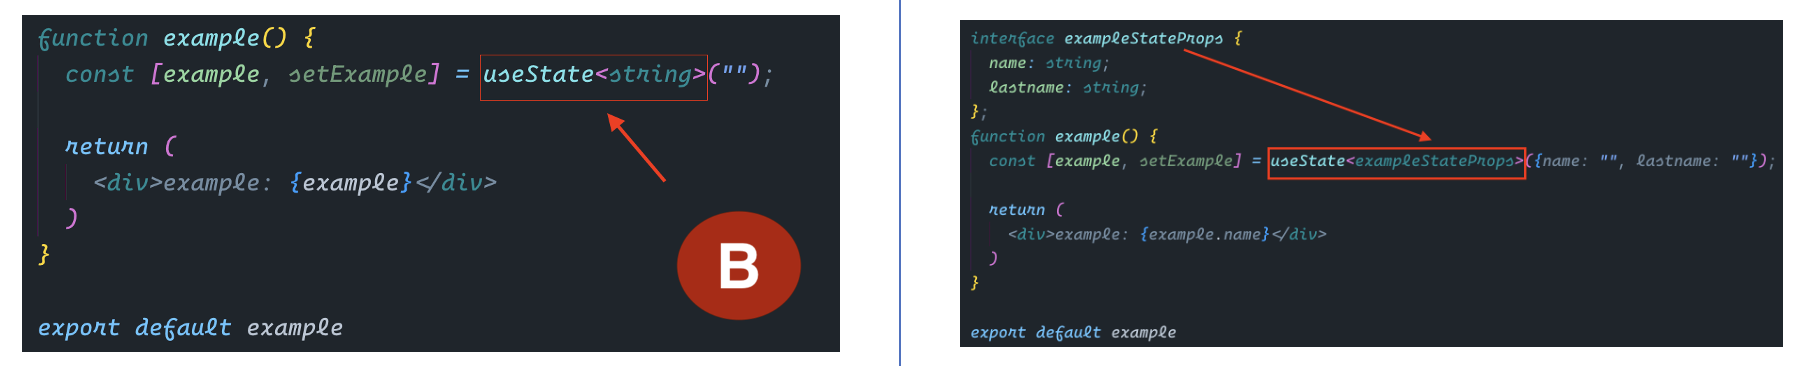 function example() {
const [example, setExample] = useState<string>("");
return (
<div>example: {example}</div>
)
}
export default example
B
interface exampleStateProps {
name: string;
lastname: string;
};
function example() {
const [example, setExample] = useState<exampleStateProps>({name: "", lastname: ""});
return (
<div>example: {example.name}</div>
)
}
export default example